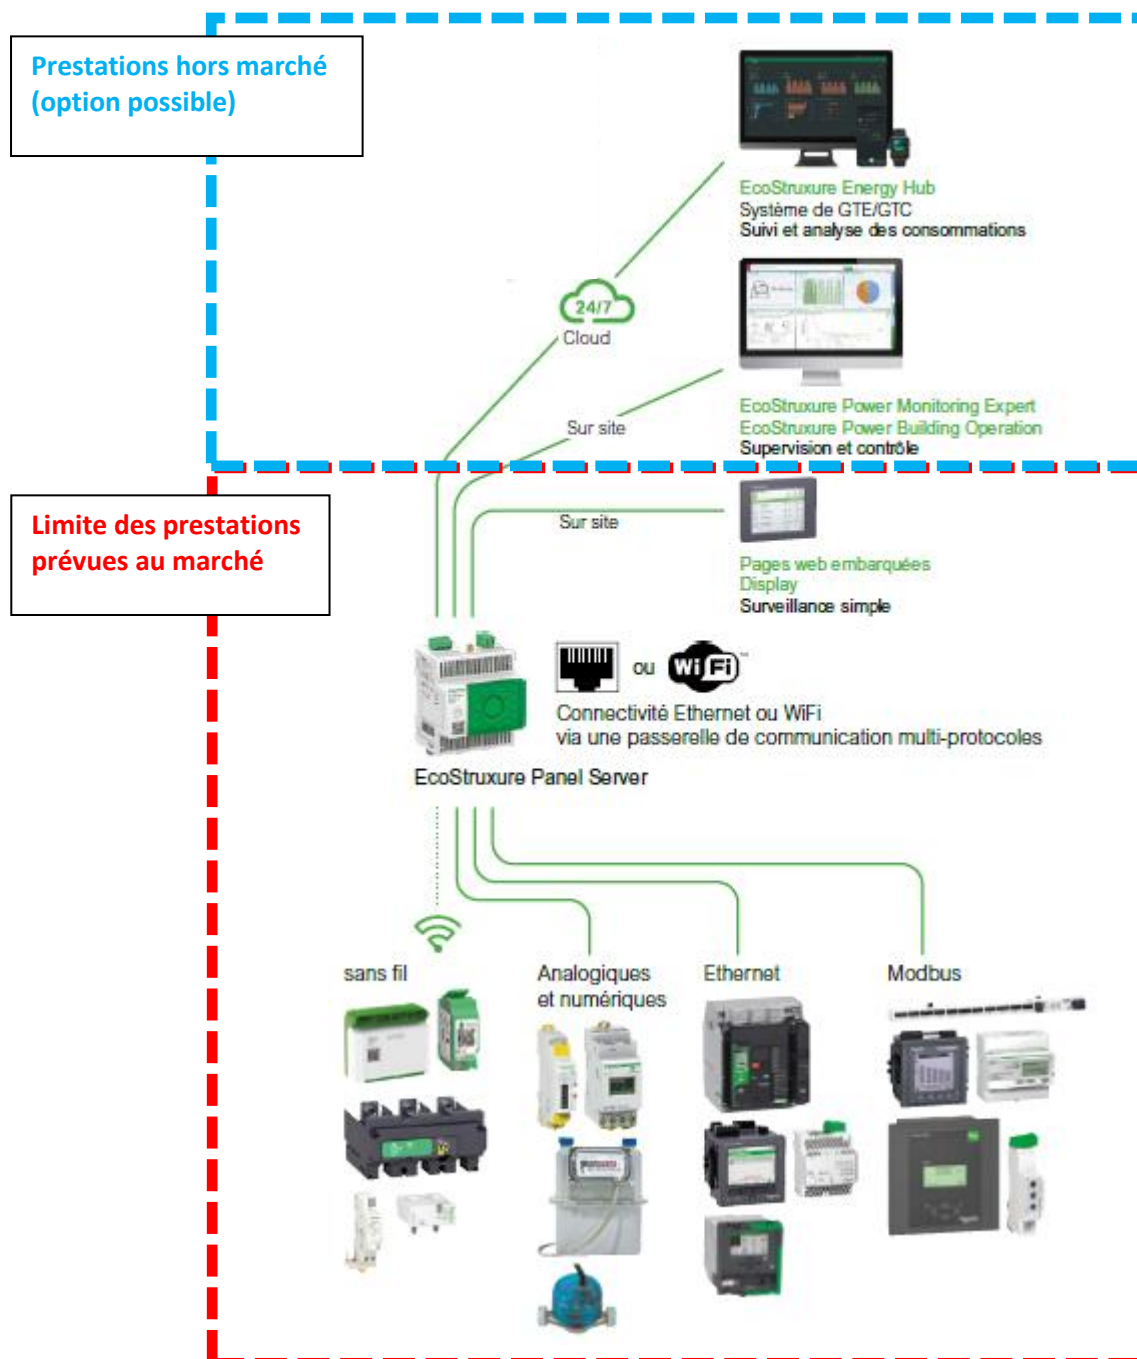 Prestations hors marché
(option possible)
EcoStruxure Energy Hub
Système de GTE/GTC
Suivi et analyse des consommations
24/7
Cloud
EcoStruxure Power Monitoring Expert
EcoStruxure Power Building Operation
Supervision et contrôle
Sur site
Limite des prestations
prévues au marché
Sur site
Pages web embarquées
Display
Surveillance simple
ou
WiFi
Connectivité Ethernet ou WiFi
via une passerelle de communication multi-protocoles
EcoStruxure Panel Server
sans fil
Analogiques
et numériques
Ethernet
Modbus